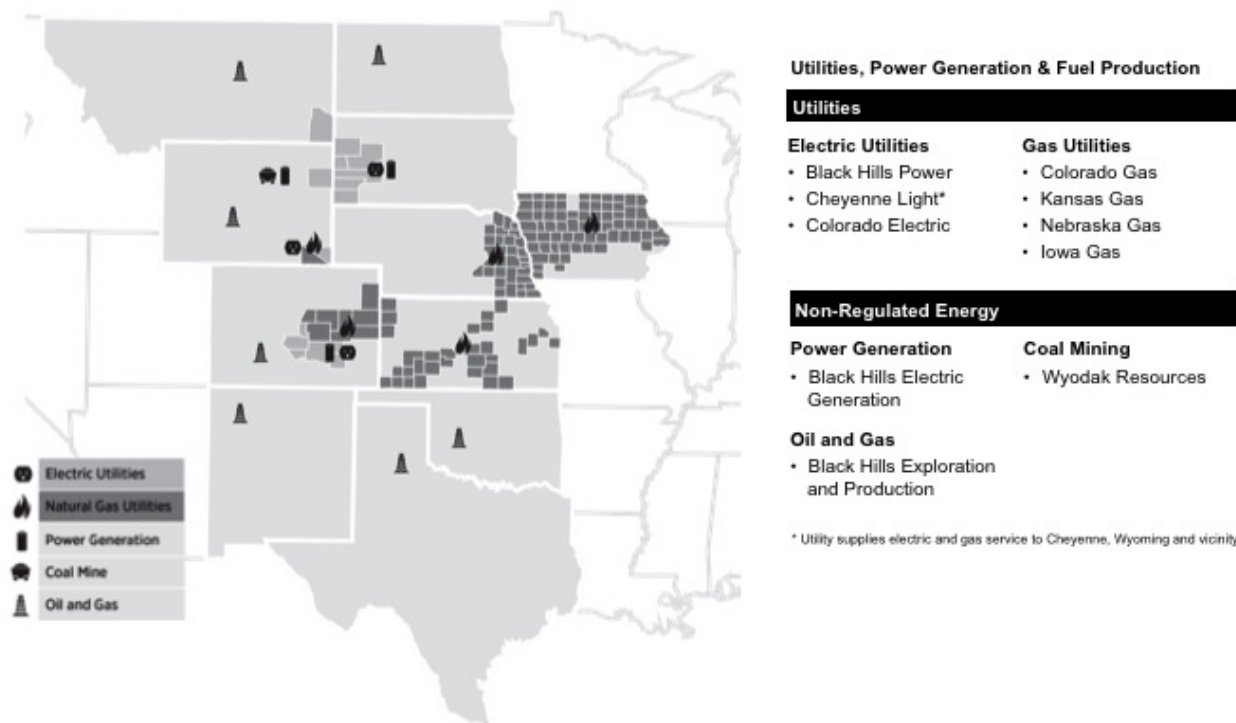 Utilities, Power Generation & Fuel Production
Utilities
Electric Utilities
• Black Hills Power
• Cheyenne Light*
• Colorado Electric
Gas Utilities
• Colorado Gas
• Kansas Gas
• Nebraska Gas
• Iowa Gas
Non-Regulated Energy
Power Generation
• Black Hills Electric
Generation
Coal Mining
• Wyodak Resources
Oil and Gas
• Black Hills Exploration
and Production
* Utility supplies electric and gas service to Cheyenne, Wyoming and vicinity
Electric Utilities
Natural Gas Utilities
Power Generation
Coal Mine
Oil and Gas